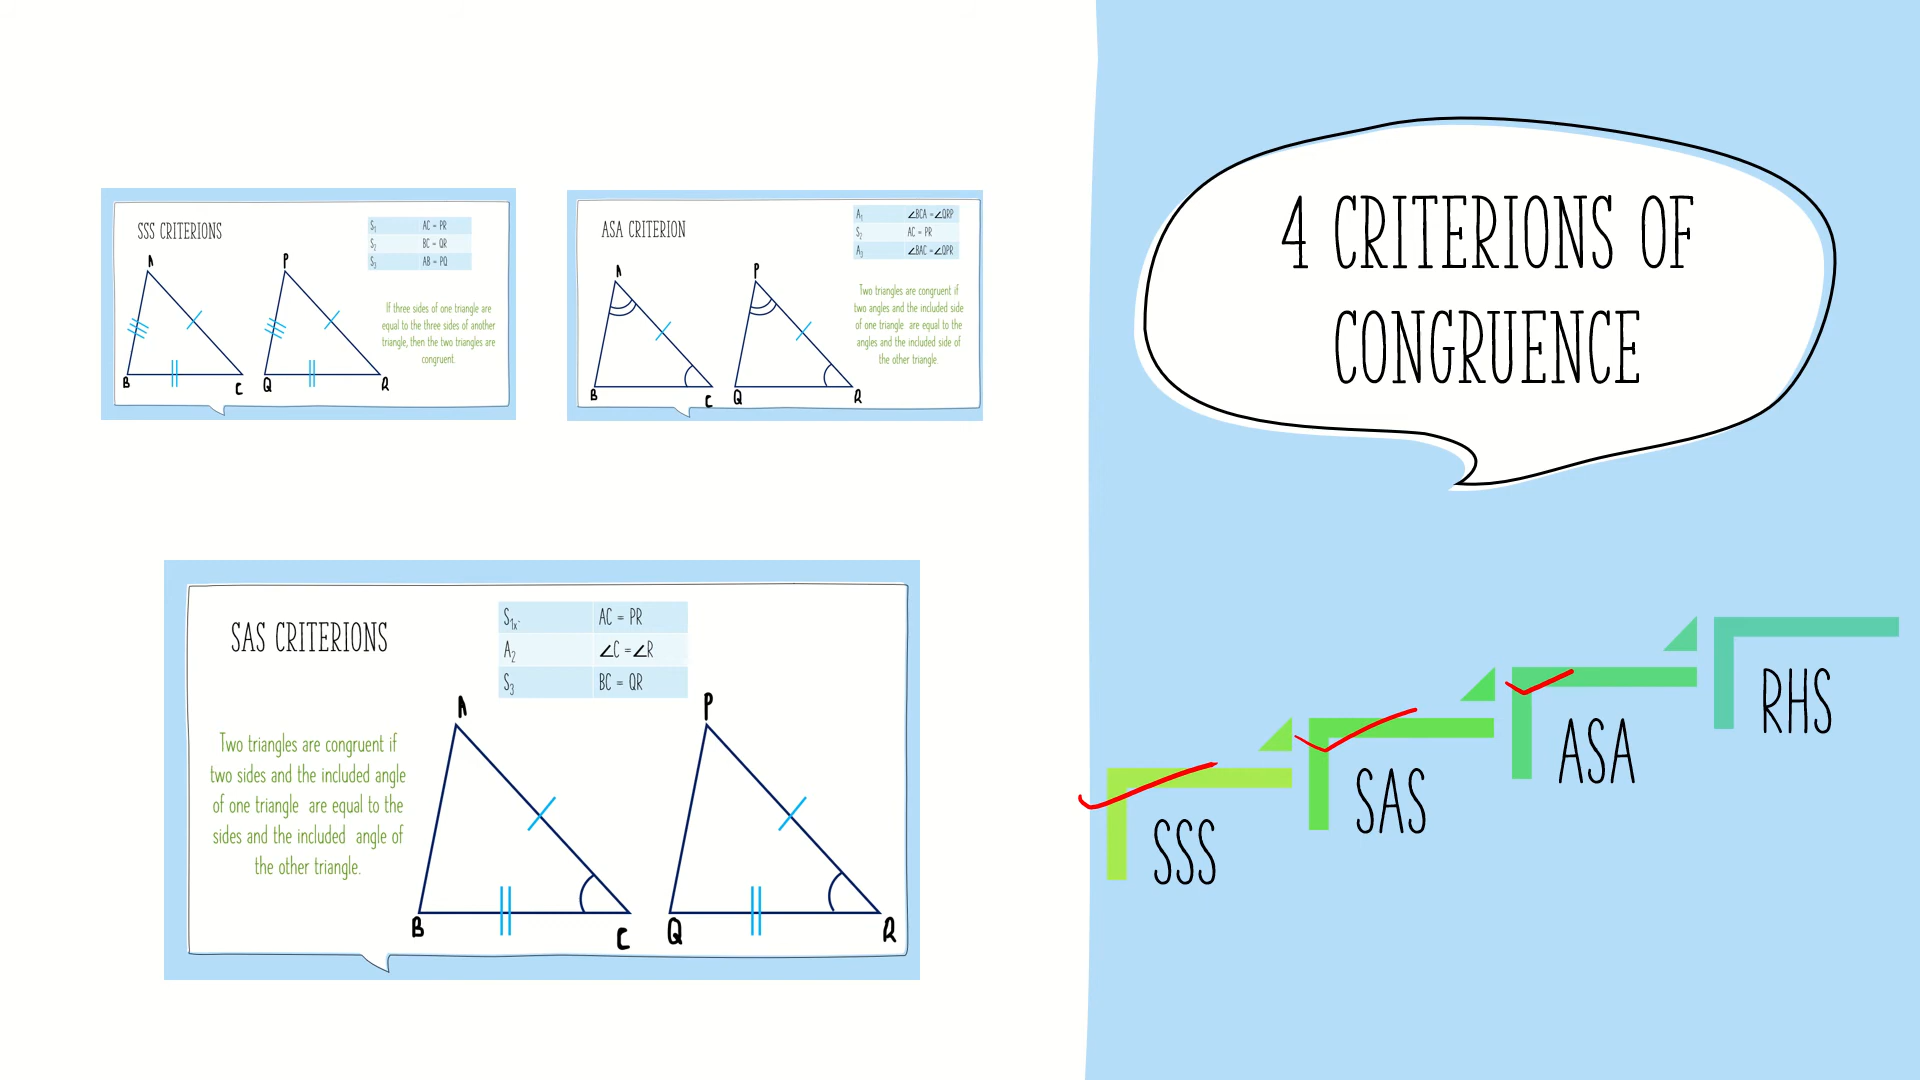 SSS CRITERIONS
S1 AC = PR
S2 BC = QR
S3 AB = PQ
A
P
B
C
Q
R
If three sides of one triangle are
equal to the three sides of another
triangle, then the two triangles are
congruent.
ASA CRITERION
A1 ∠BCA = ∠QRP
S2 AC = PR
A3 ∠BAC = ∠QPR
A
P
B
C
Q
R
Two triangles are congruent if
two angles and the included side
of one triangle are equal to the
angles and the included side of
the other triangle.
SAS CRITERIONS
S1x. AC = PR
A2 ∠C = ∠R
S3 BC = QR
A
P
B
C
Q
R
Two triangles are congruent if
two sides and the included angle
of one triangle are equal to the
sides and the included angle of
the other triangle.
4 CRITERIONS OF
CONGRUENCE
SSS
SAS
ASA
RHS